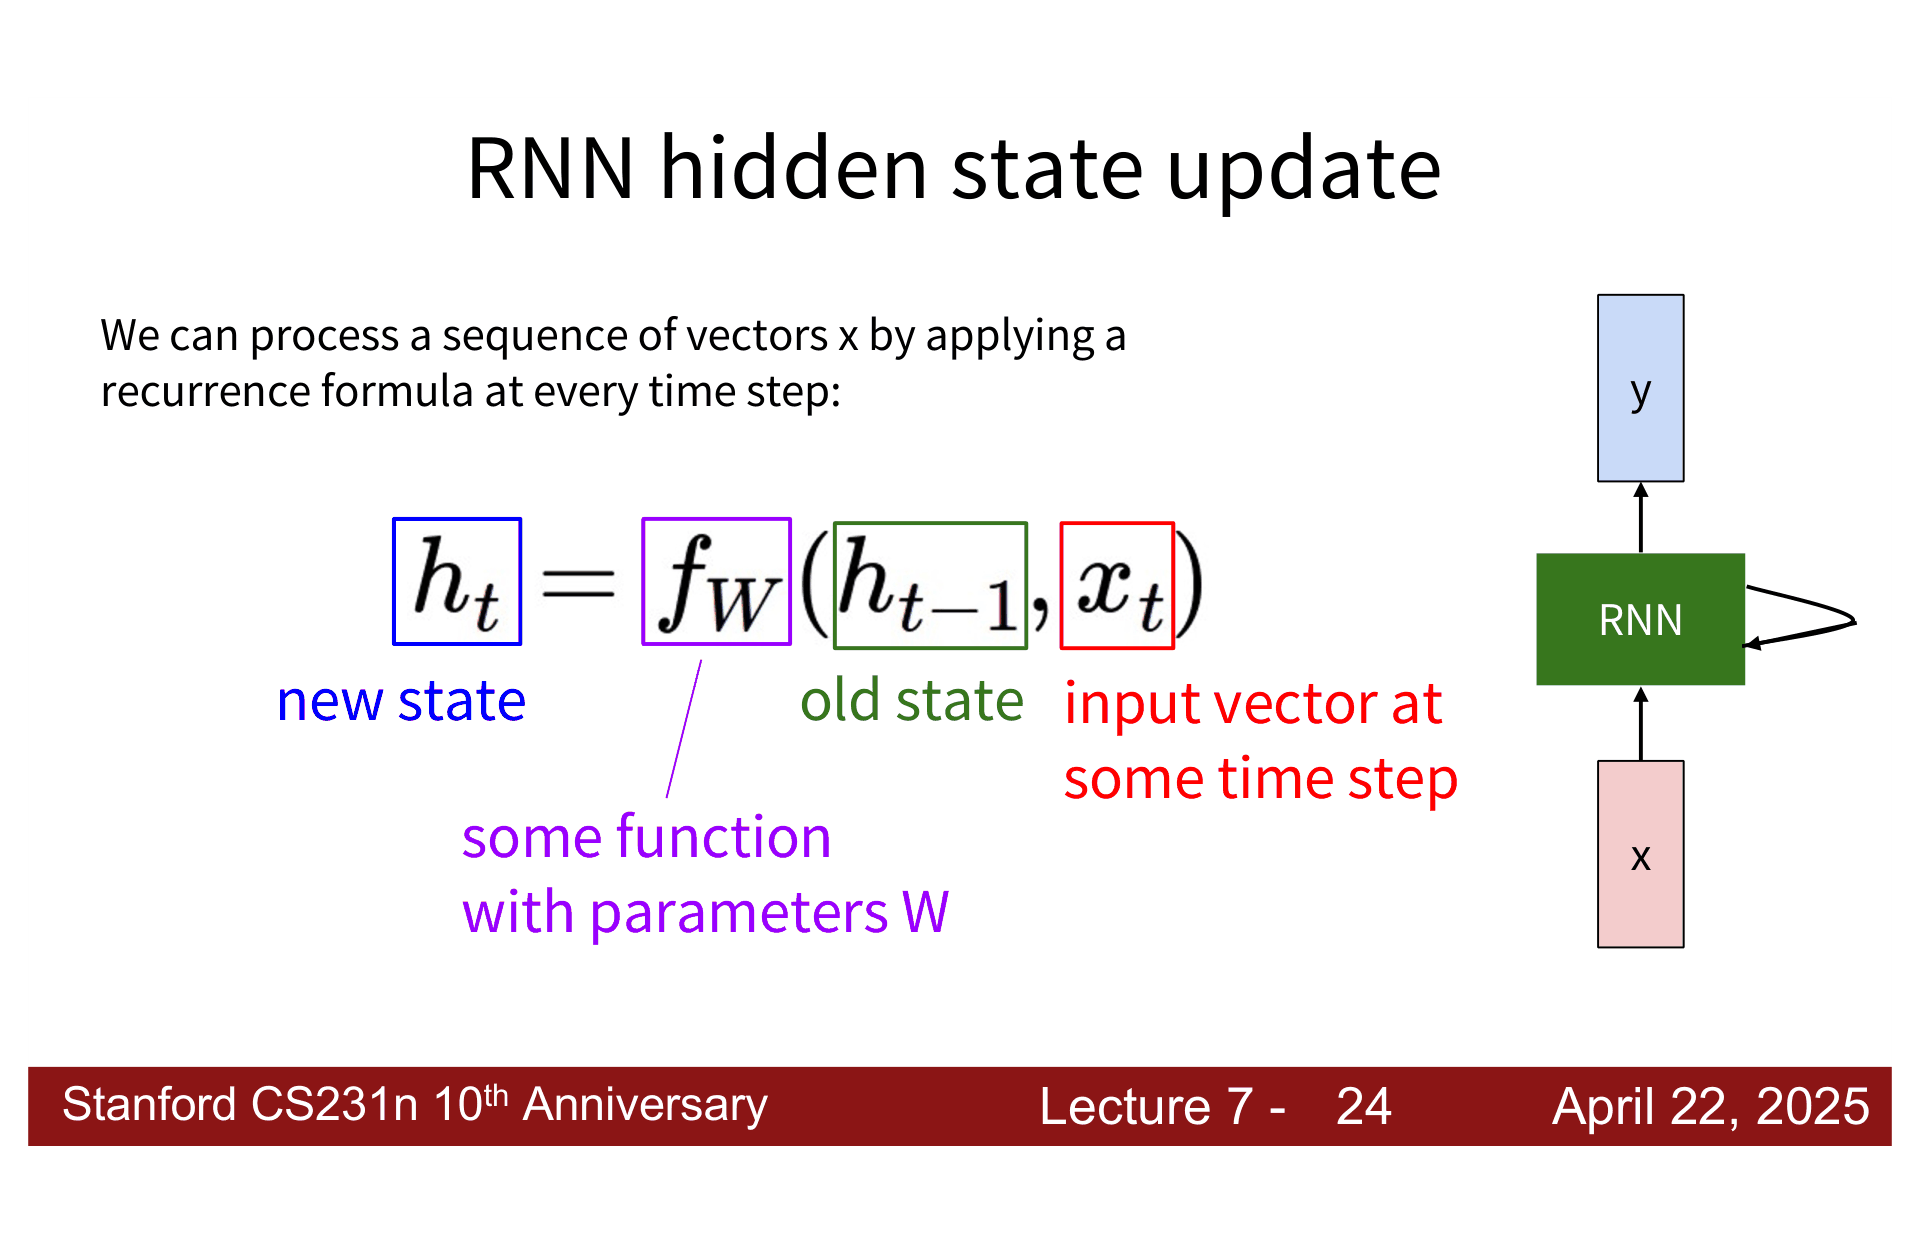 RNN hidden state update
We can process a sequence of vectors x by applying a
recurrence formula at every time step:
h_t = f_W(h_{t-1}, x_t)
new state
old state
input vector at
some time step
some function
with parameters W
y
RNN
x
Stanford CS231n 10th Anniversary
Lecture 7 - 24
April 22, 2025